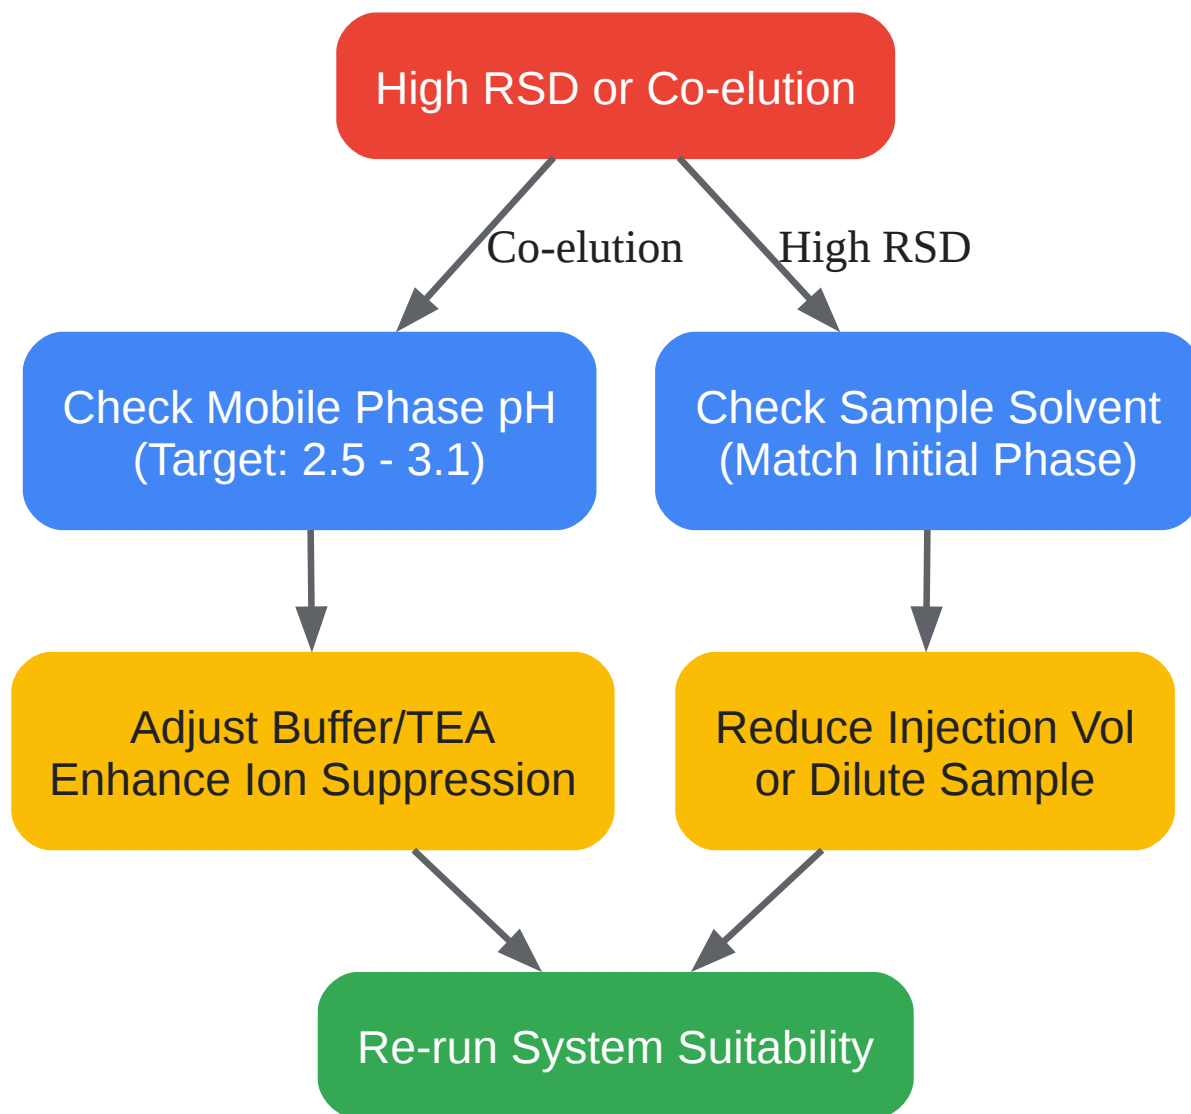 High RSD or Co-elution
Co-elution
High RSD
Check Mobile Phase pH
(Target: 2.5 - 3.1)
Check Sample Solvent
(Match Initial Phase)
Adjust Buffer/TEA
Enhance Ion Suppression
Reduce Injection Vol
or Dilute Sample
Re-run System Suitability